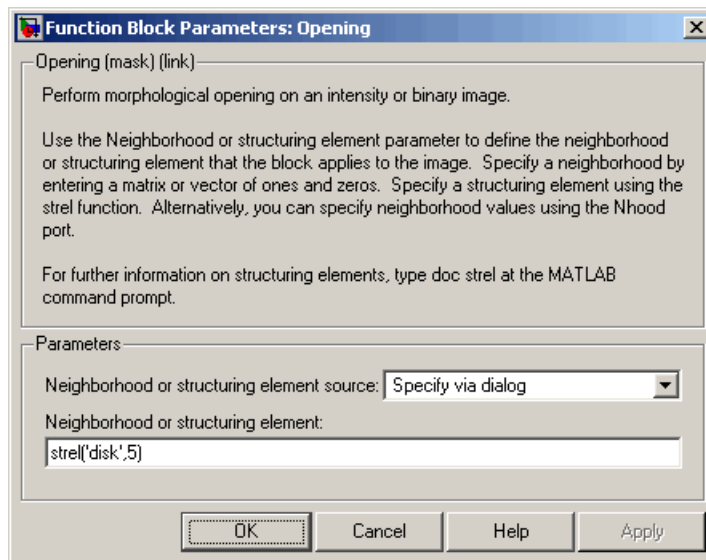 Function Block Parameters: Opening
Opening (mask) (link)
Perform morphological opening on an intensity or binary image.
Use the Neighborhood or structuring element parameter to define the neighborhood
or structuring element that the block applies to the image. Specify a neighborhood by
entering a matrix or vector of ones and zeros. Specify a structuring element using the
strel function. Alternatively, you can specify neighborhood values using the Nhood
port.
For further information on structuring elements, type doc strel at the MATLAB
command prompt.
Parameters
Neighborhood or structuring element source: Specify via dialog
Neighborhood or structuring element:
strel('disk',5)
OK Cancel Help Apply